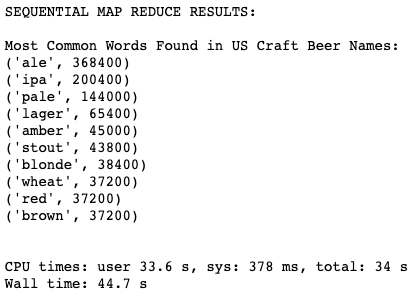 SEQUENTIAL MAP REDUCE RESULTS:
Most Common Words Found in US Craft Beer Names:
('ale', 368400)
('ipa', 200400)
('pale', 144000)
('lager', 65400)
('amber', 45000)
('stout', 43800)
('blonde', 38400)
('wheat', 37200)
('red', 37200)
('brown', 37200)
CPU times: user 33.6 s, sys: 378 ms, total: 34 s
Wall time: 44.7 s